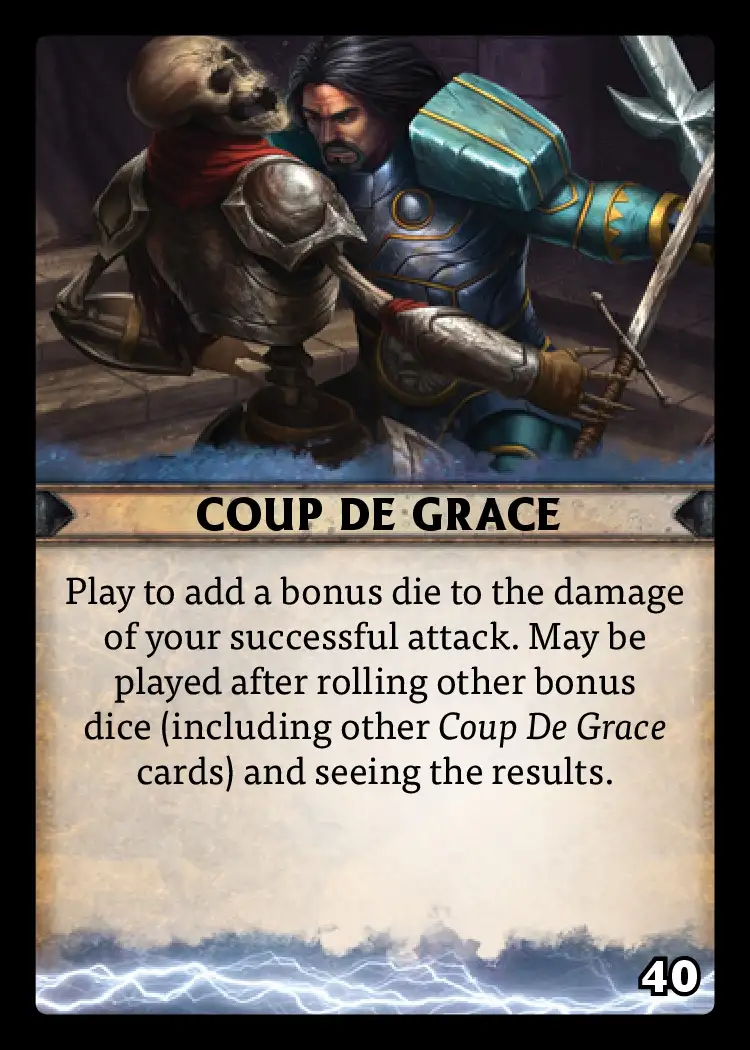 COUP DE GRACE
Play to add a bonus die to the damage
of your successful attack. May be
played after rolling other bonus
dice (including other Coup De Grace
cards) and seeing the results.
40